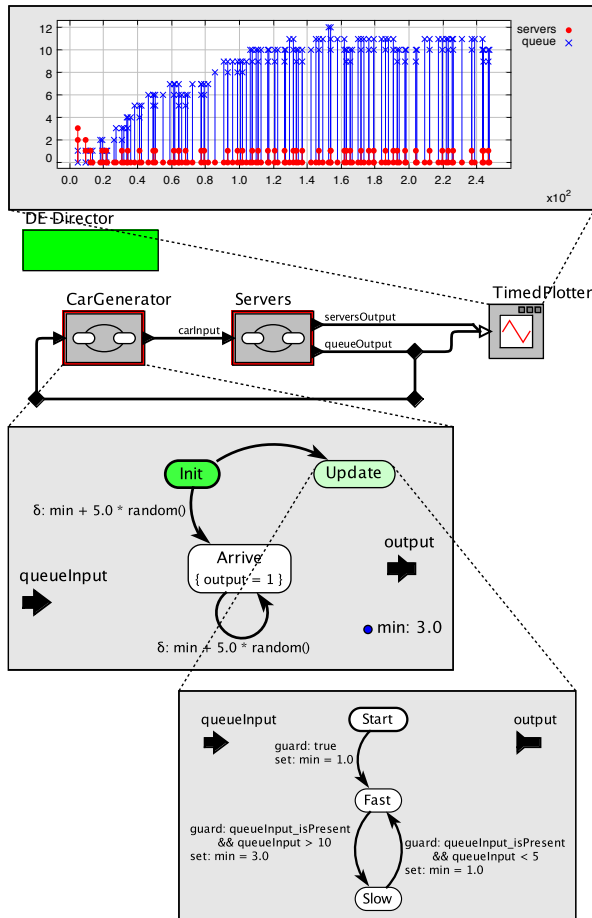 servers
queue
12
10
8
6
4
2
0
0.0 0.2 0.4 0.6 0.8 1.0 1.2 1.4 1.6 1.8 2.0 2.2 2.4
x10²
DE Director
CarGenerator
Servers
TimedPlotter
carInput
serversOutput
queueOutput
Init
Update
δ: min + 5.0 * random()
Arrive
{ output = 1 }
queueInput
output
min: 3.0
δ: min + 5.0 * random()
queueInput
Start
output
guard: true
set: min = 1.0
Fast
guard: queueInput_isPresent
&& queueInput > 10
set: min = 3.0
guard: queueInput_isPresent
&& queueInput < 5
set: min = 1.0
Slow